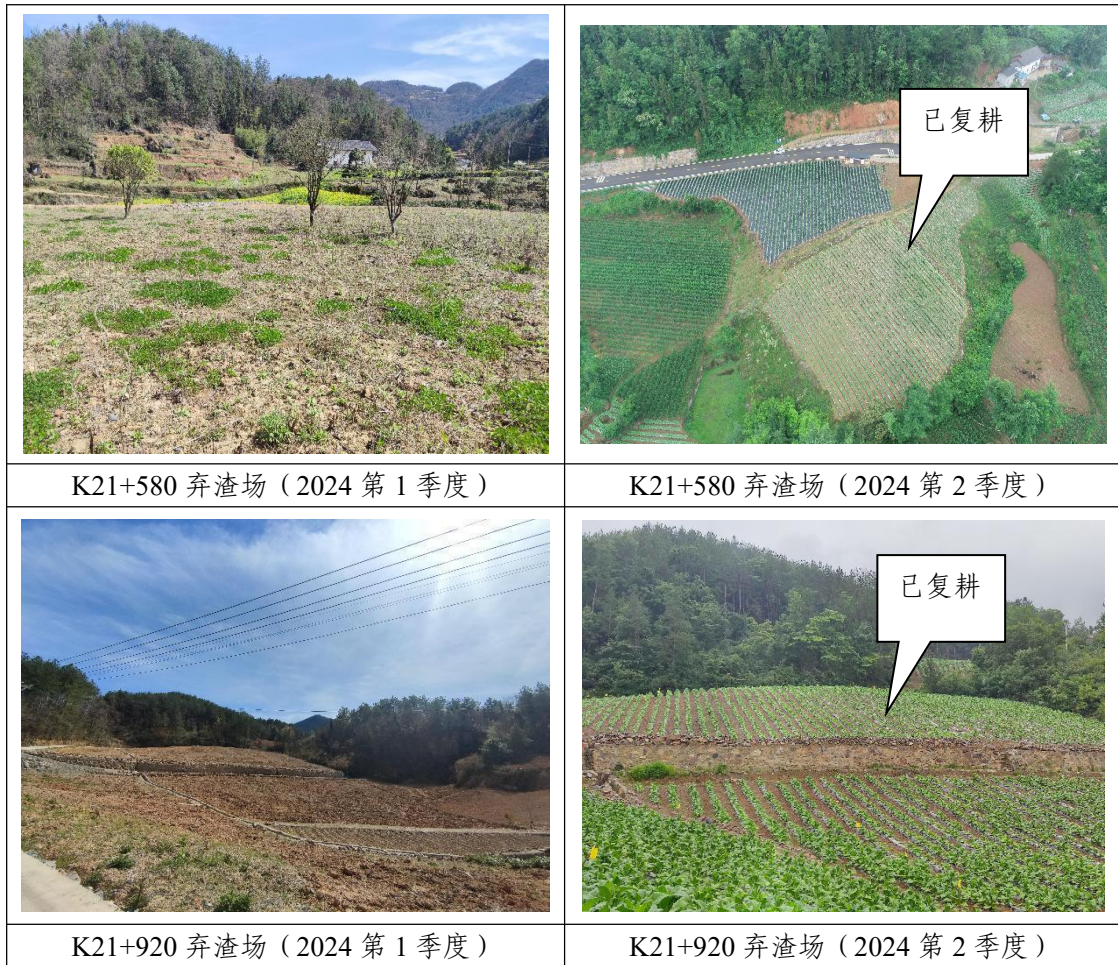 已复耕
K21+580 弃渣场（2024 第 1 季度）
K21+580 弃渣场（2024 第 2 季度）
已复耕
K21+920 弃渣场（2024 第 1 季度）
K21+920 弃渣场（2024 第 2 季度）